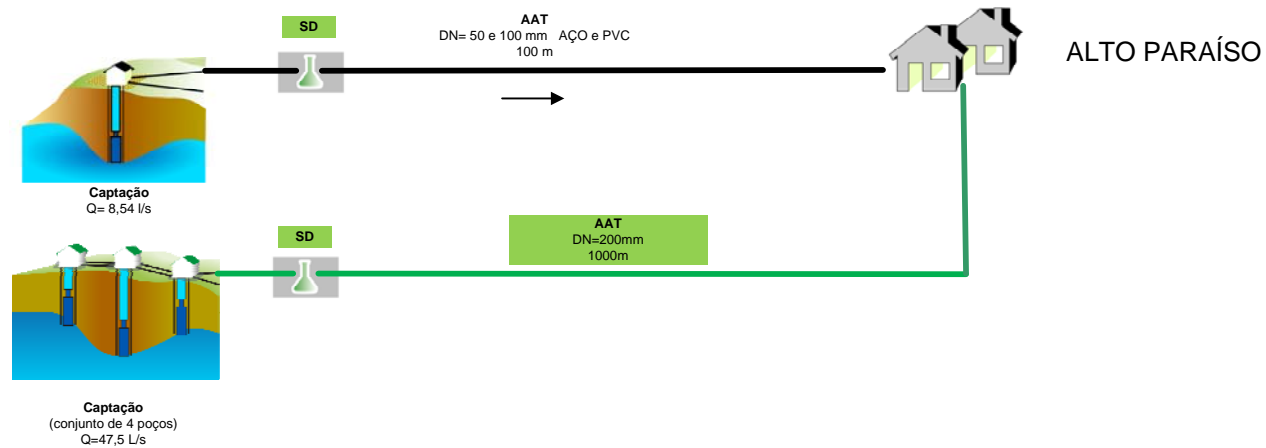 SD
AAT
DN= 50 e 100 mm AÇO e PVC
100 m
ALTO PARAÍSO
Captação
Q= 8,54 l/s
SD
AAT
DN=200mm
1000m
Captação
(conjunto de 4 poços)
Q=47,5 L/s